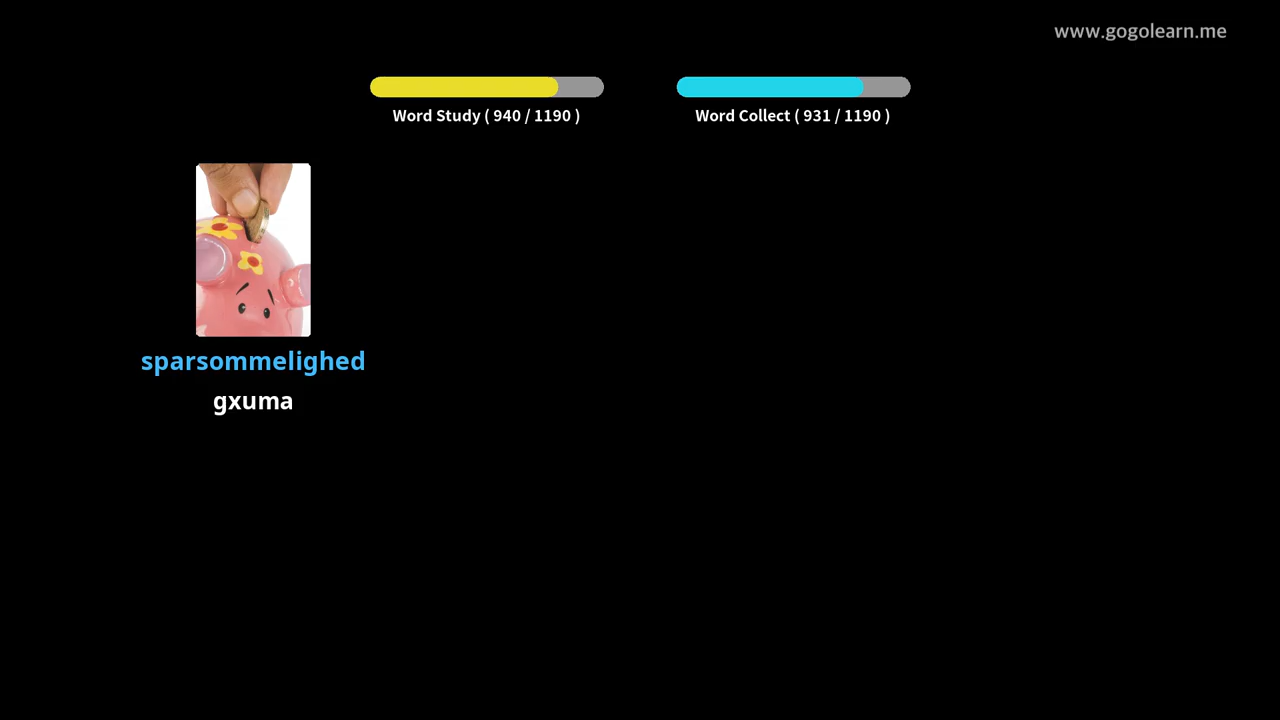 www.gogolearn.me
Word Study ( 940 / 1190 )
Word Collect ( 931 / 1190 )
sparsommelighed
gxuma